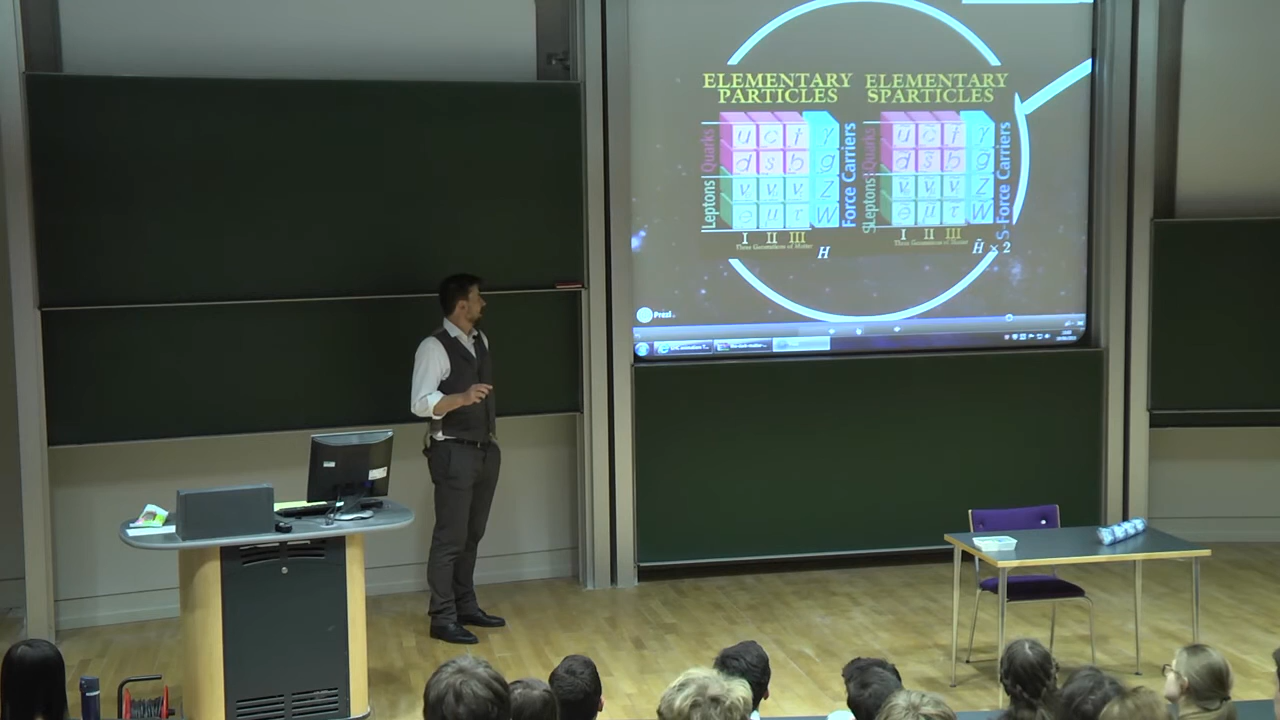 ELEMENTARY
PARTICLES
Quarks
Leptons
u c t γ
d s b g
ν ν ν Z
e μ τ W
Force Carriers
I II III
Three Generations of Matter
H
ELEMENTARY
SPARTICLES
SQuarks
SLeptons
ũ c̃ t̃ γ̃
d̃ s̃ b̃ g̃
ν̃ ν̃ ν̃ Z̃
ẽ μ̃ τ̃ W̃
S-Force Carriers
I II III
Three Generations of Matter
H̃ × 2
Prezi